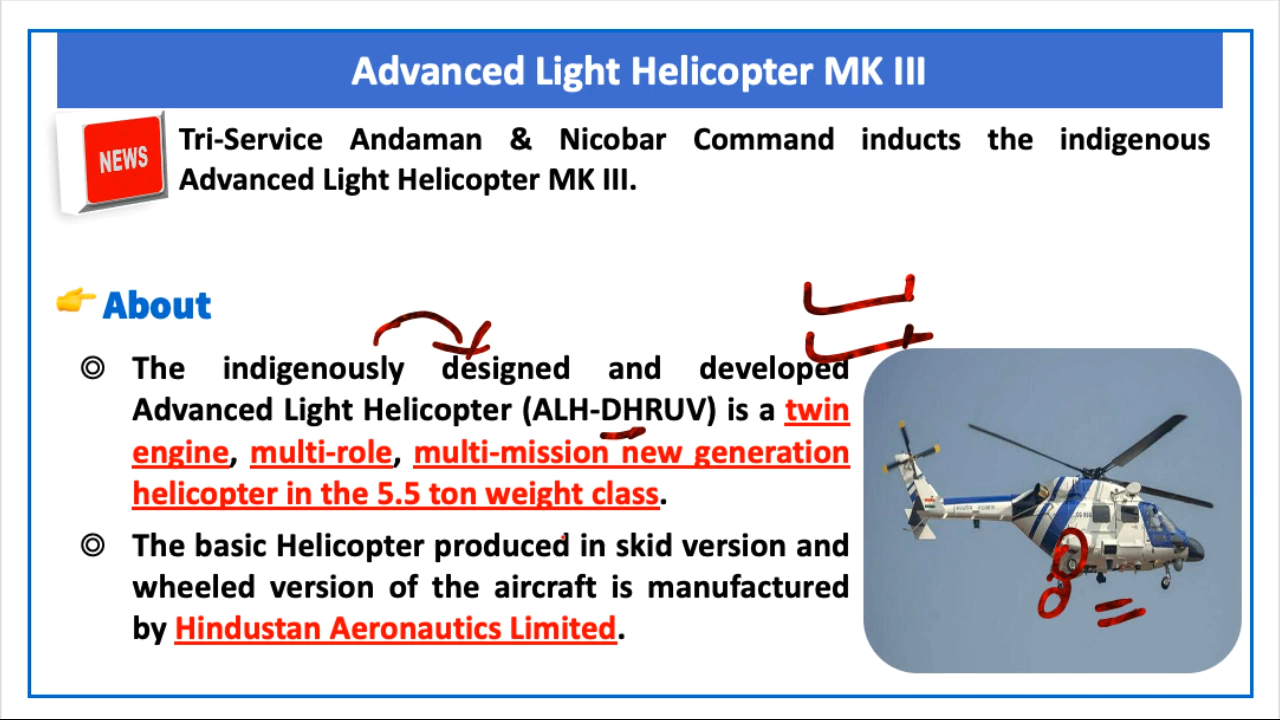 Advanced Light Helicopter MK III
NEWS
Tri-Service Andaman & Nicobar Command inducts the indigenous
Advanced Light Helicopter MK III.
About
The indigenously designed and developed
Advanced Light Helicopter (ALH-DHRUV) is a twin
engine, multi-role, multi-mission new generation
helicopter in the 5.5 ton weight class.
The basic Helicopter produced in skid version and
wheeled version of the aircraft is manufactured
by Hindustan Aeronautics Limited.